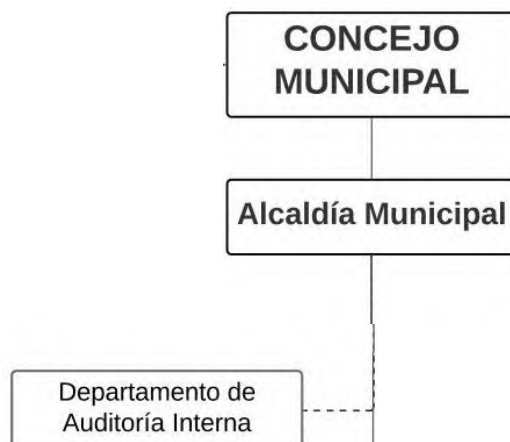 CONCEJO
MUNICIPAL
Alcaldía Municipal
Departamento de
Auditoría Interna